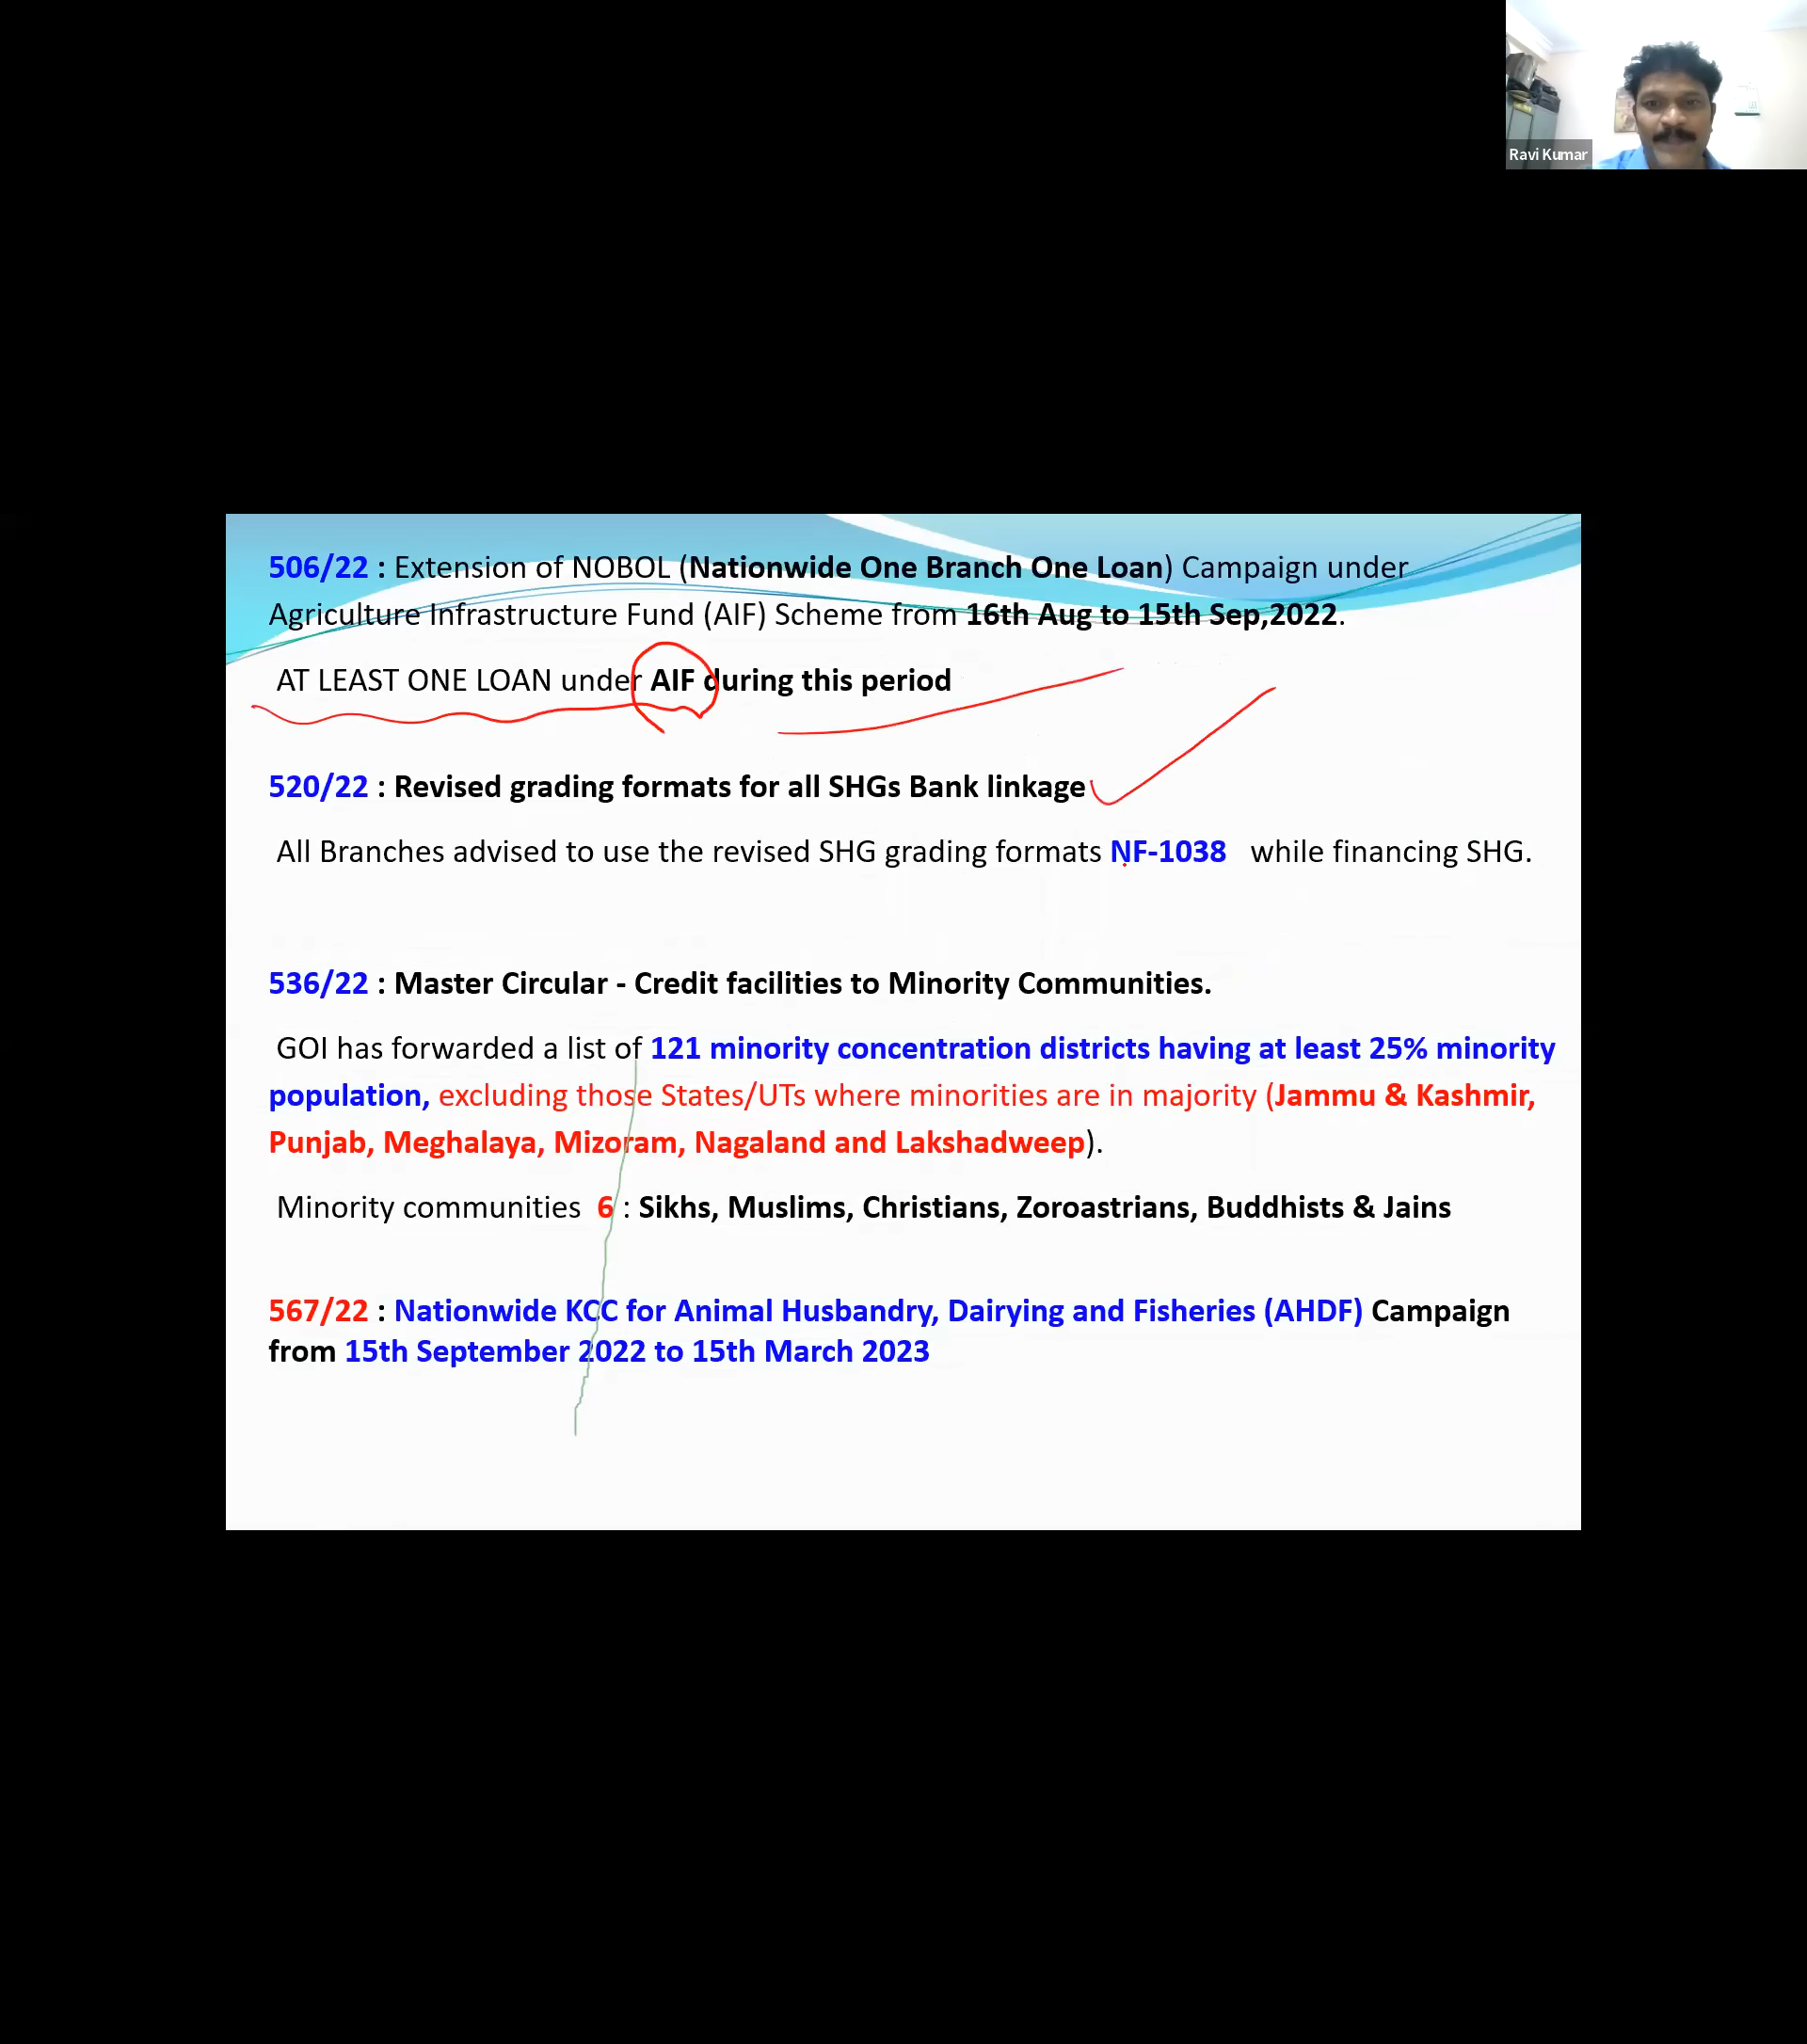 Ravi Kumar
506/22 : Extension of NOBOL (Nationwide One Branch One Loan) Campaign under
Agriculture Infrastructure Fund (AIF) Scheme from 16th Aug to 15th Sep,2022.
AT LEAST ONE LOAN under AIF during this period
520/22 : Revised grading formats for all SHGs Bank linkage
All Branches advised to use the revised SHG grading formats NF-1038 while financing SHG.
536/22 : Master Circular - Credit facilities to Minority Communities.
GOI has forwarded a list of 121 minority concentration districts having at least 25% minority
population, excluding those States/UTs where minorities are in majority (Jammu & Kashmir,
Punjab, Meghalaya, Mizoram, Nagaland and Lakshadweep).
Minority communities 6 : Sikhs, Muslims, Christians, Zoroastrians, Buddhists & Jains
567/22 : Nationwide KCC for Animal Husbandry, Dairying and Fisheries (AHDF) Campaign
from 15th September 2022 to 15th March 2023